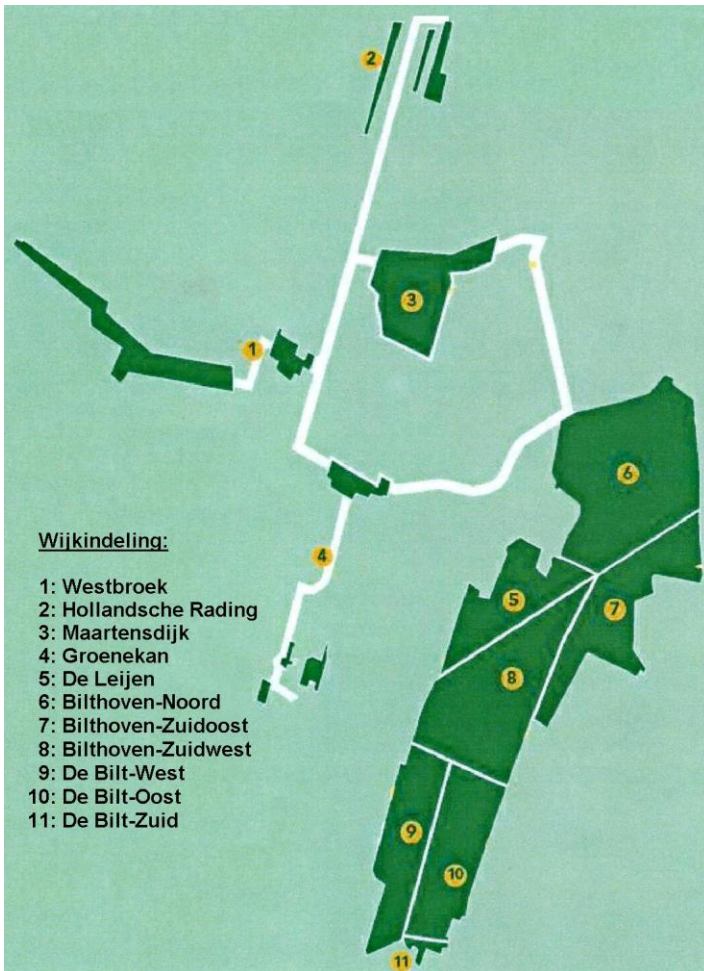 2
3
1
6
4
5
7
8
9
10
11
Wijkindeling:
1: Westbroek
2: Hollandsche Rading
3: Maartensdijk
4: Groenekan
5: De Leijen
6: Bilthoven-Noord
7: Bilthoven-Zuidoost
8: Bilthoven-Zuidwest
9: De Bilt-West
10: De Bilt-Oost
11: De Bilt-Zuid